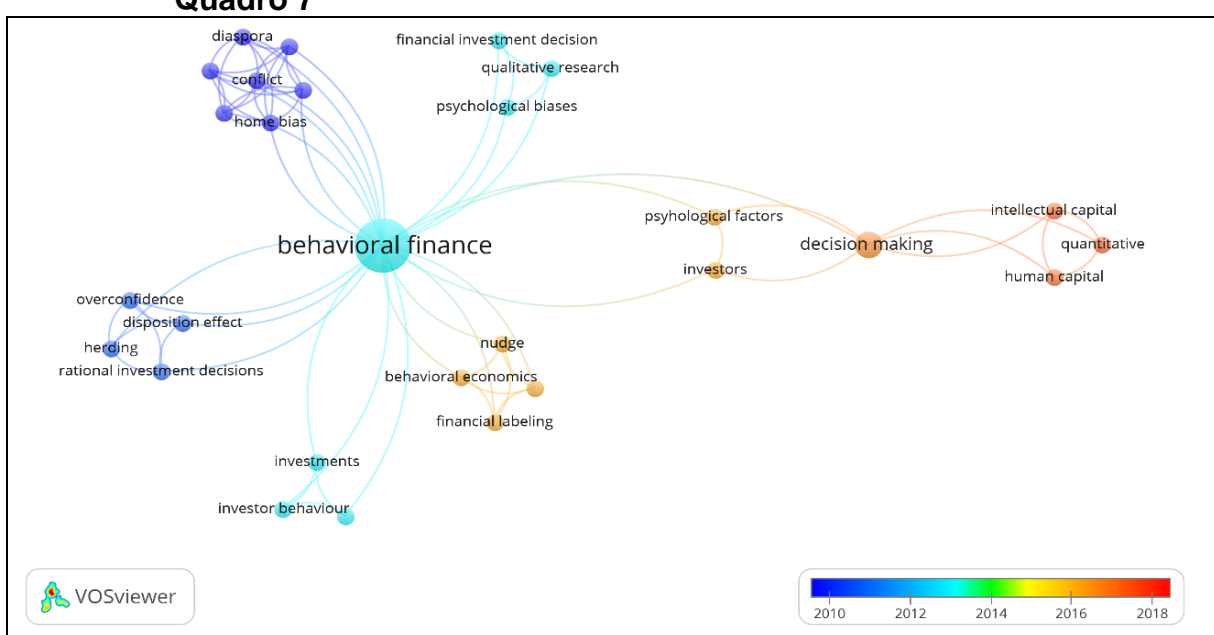 Quadro 7
diaspora
conflict
home bias
financial investment decision
qualitative research
psychological biases
behavioral finance
psyhological factors
investors
decision making
intellectual capital
quantitative
human capital
overconfidence
disposition effect
herding
rational investment decisions
nudge
behavioral economics
financial labeling
investments
investor behaviour
VOSviewer
2010 2012 2014 2016 2018